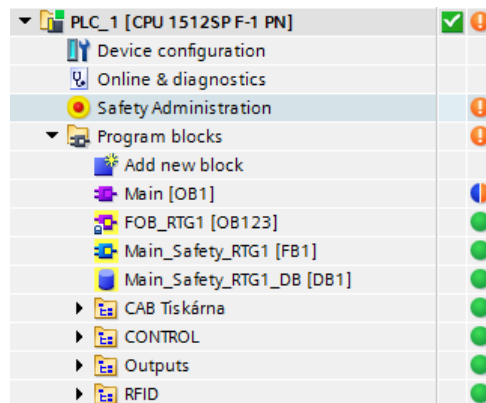 PLC_1 [CPU 1512SP F-1 PN]
Device configuration
Online & diagnostics
Safety Administration
Program blocks
Add new block
Main [OB1]
FOB_RTG1 [OB123]
Main_Safety_RTG1 [FB1]
Main_Safety_RTG1_DB [DB1]
CAB Tiskárna
CONTROL
Outputs
RFID